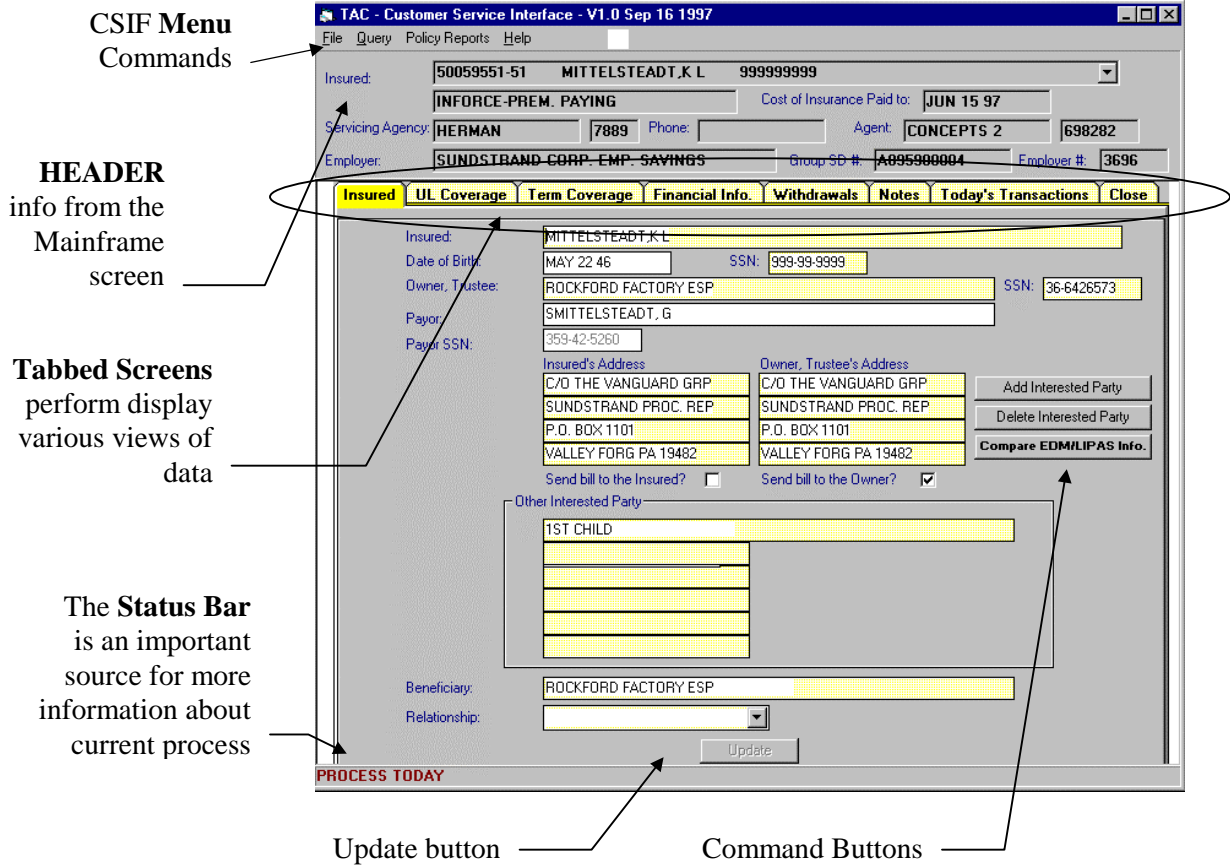 CSIF Menu
Commands
HEADER
info from the
Mainframe
screen
Tabbed Screens
perform display
various views of
data
The Status Bar
is an important
source for more
information about
current process
TAC - Customer Service Interface - V1.0 Sep 16 1997
File Query Policy Reports Help
Insured: 50059551-51 MITTELSTEADT,K L 999999999
INFORCE-PREM. PAYING Cost of Insurance Paid to: JUN 15 97
Servicing Agency: HERMAN 7889 Phone: Agent: CONCEPTS 2 698282
Employer: SUNDSTRAND CORP. EMP. SAVINGS Group SD #: A095900004 Employer #: 3696
Insured UL Coverage Term Coverage Financial Info. Withdrawals Notes Today's Transactions Close
Insured: MITTELSTEADT,K L
Date of Birth: MAY 22 46 SSN: 999-99-9999
Owner, Trustee: ROCKFORD FACTORY ESP SSN: 36-6426573
Payor: SMITTELSTEADT, G
Payor SSN: 359-42-5260
Insured's Address Owner, Trustee's Address
C/O THE VANGUARD GRP C/O THE VANGUARD GRP Add Interested Party
SUNDSTRAND PROC. REP SUNDSTRAND PROC. REP Delete Interested Party
P.O. BOX 1101 P.O. BOX 1101 Compare EDM/LIPAS Info.
VALLEY FORG PA 19482 VALLEY FORG PA 19482
Send bill to the Insured? Send bill to the Owner?
Other Interested Party
1ST CHILD
Beneficiary: ROCKFORD FACTORY ESP
Relationship:
Update
PROCESS TODAY
Update button Command Buttons